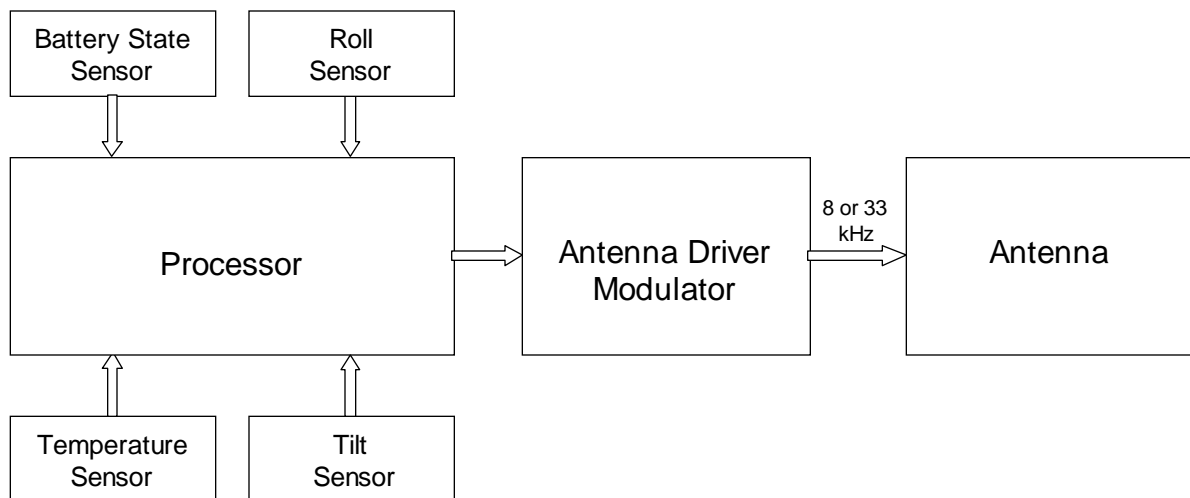 Battery State
Sensor
Roll
Sensor
Processor
Antenna Driver
Modulator
8 or 33
kHz
Antenna
Temperature
Sensor
Tilt
Sensor